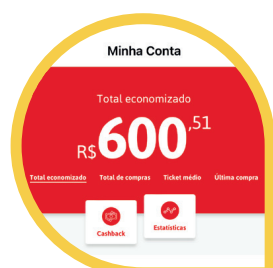 Minha Conta
Total economizado
R$600,51
Total economizado Total de compras Ticket médio Última compra
Cashback Estatísticas